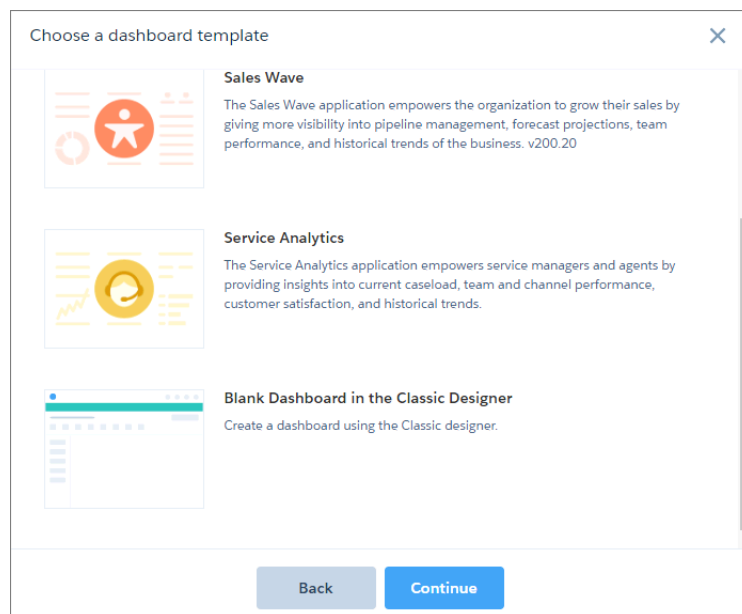 Choose a dashboard template
Sales Wave
The Sales Wave application empowers the organization to grow their sales by
giving more visibility into pipeline management, forecast projections, team
performance, and historical trends of the business. v200.20
Service Analytics
The Service Analytics application empowers service managers and agents by
providing insights into current caseload, team and channel performance,
customer satisfaction, and historical trends.
Blank Dashboard in the Classic Designer
Create a dashboard using the Classic designer.
Back
Continue